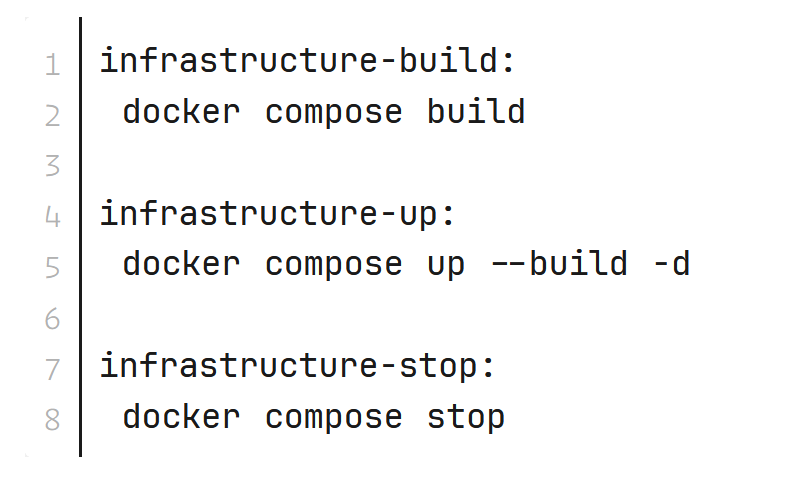 1 infrastructure-build:
2  docker compose build
3
4 infrastructure-up:
5  docker compose up --build -d
6
7 infrastructure-stop:
8  docker compose stop